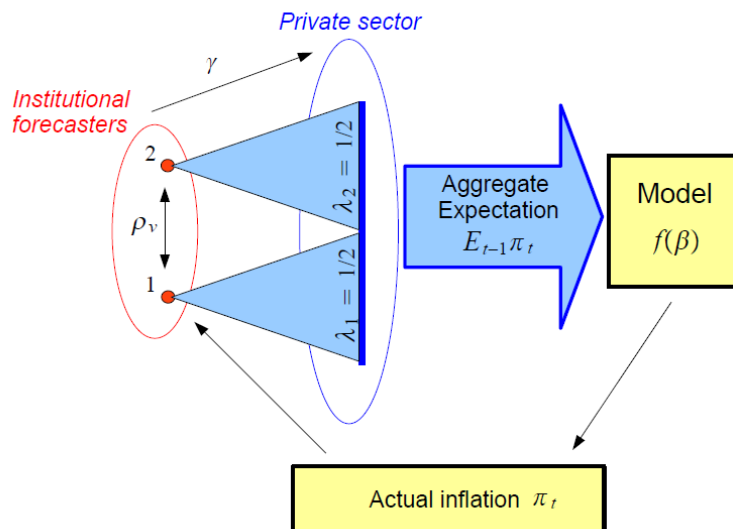 Private sector
γ
Institutional
forecasters
2
ρᵥ
1
λ₂ = 1/2
λ₁ = 1/2
Aggregate
Expectation
Eₜ₋₁πₜ
Model
f(β)
Actual inflation πₜ